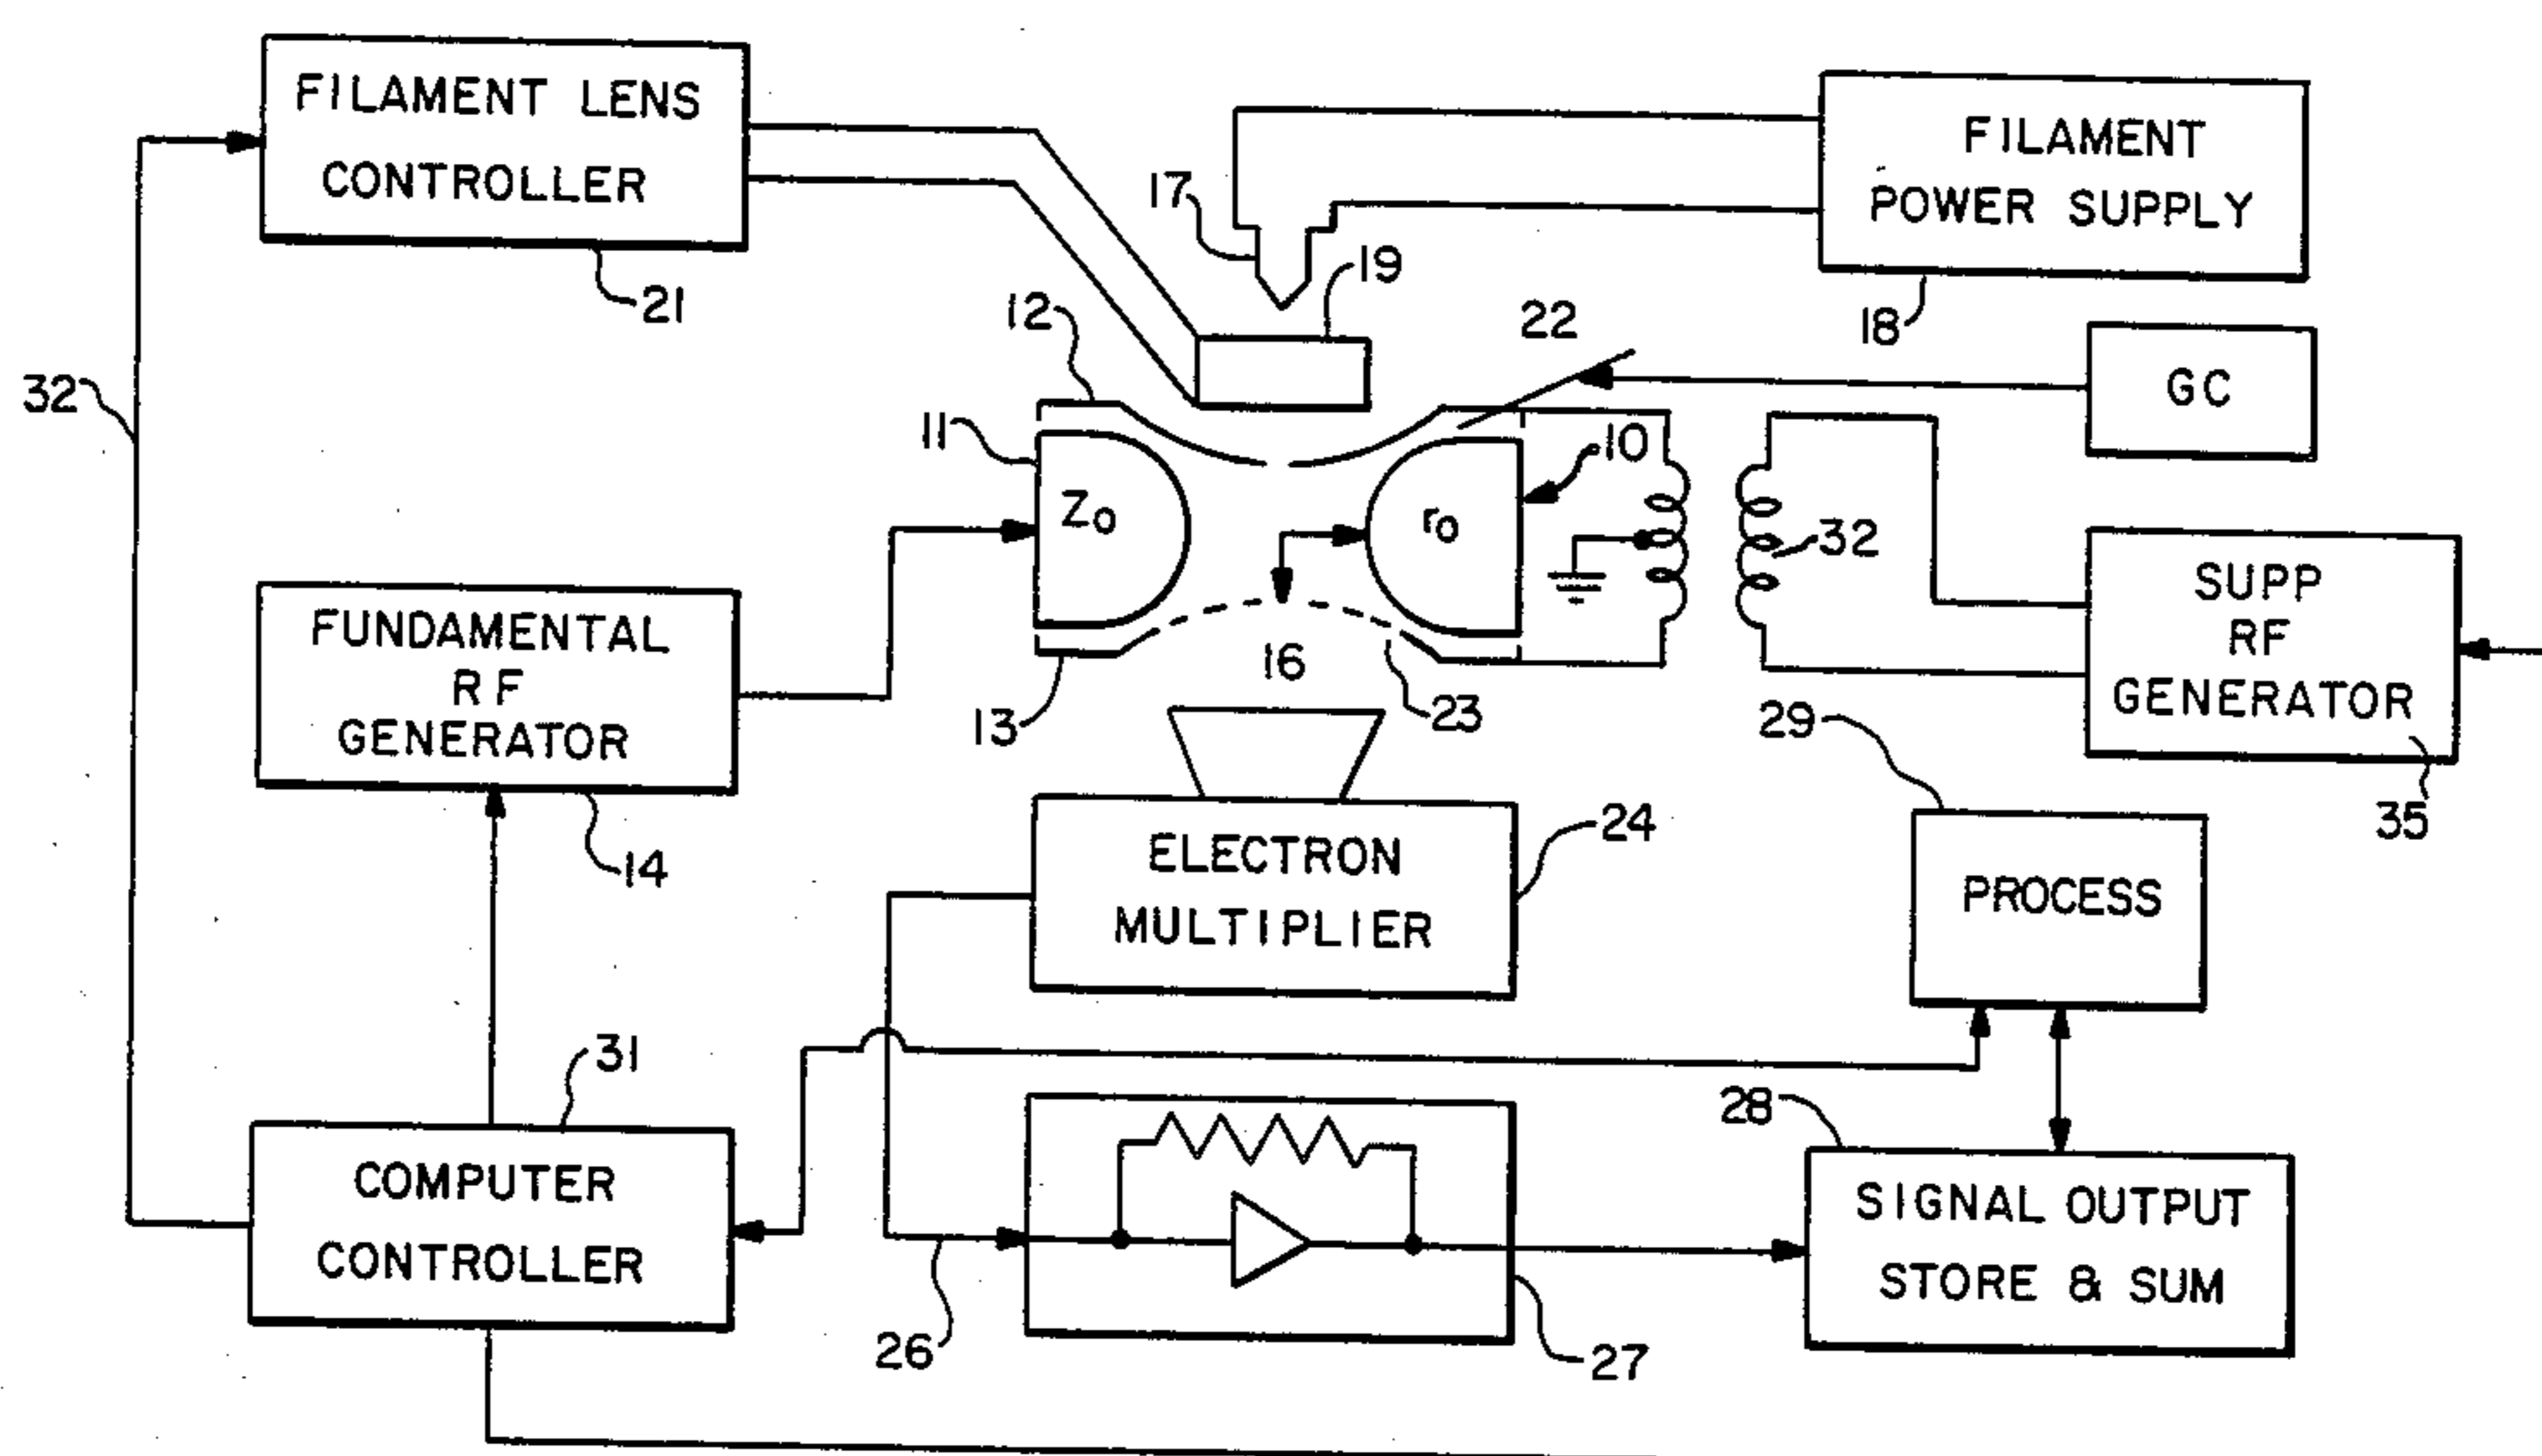 FILAMENT LENS
CONTROLLER
21
FILAMENT
POWER SUPPLY
18
17
19
12
22
GC
32
11
10
Zo
ro
32
SUPP
RF
GENERATOR
35
FUNDAMENTAL
RF
GENERATOR
14
16
13
23
29
PROCESS
ELECTRON
MULTIPLIER
24
31
COMPUTER
CONTROLLER
28
SIGNAL OUTPUT
STORE & SUM
26
27